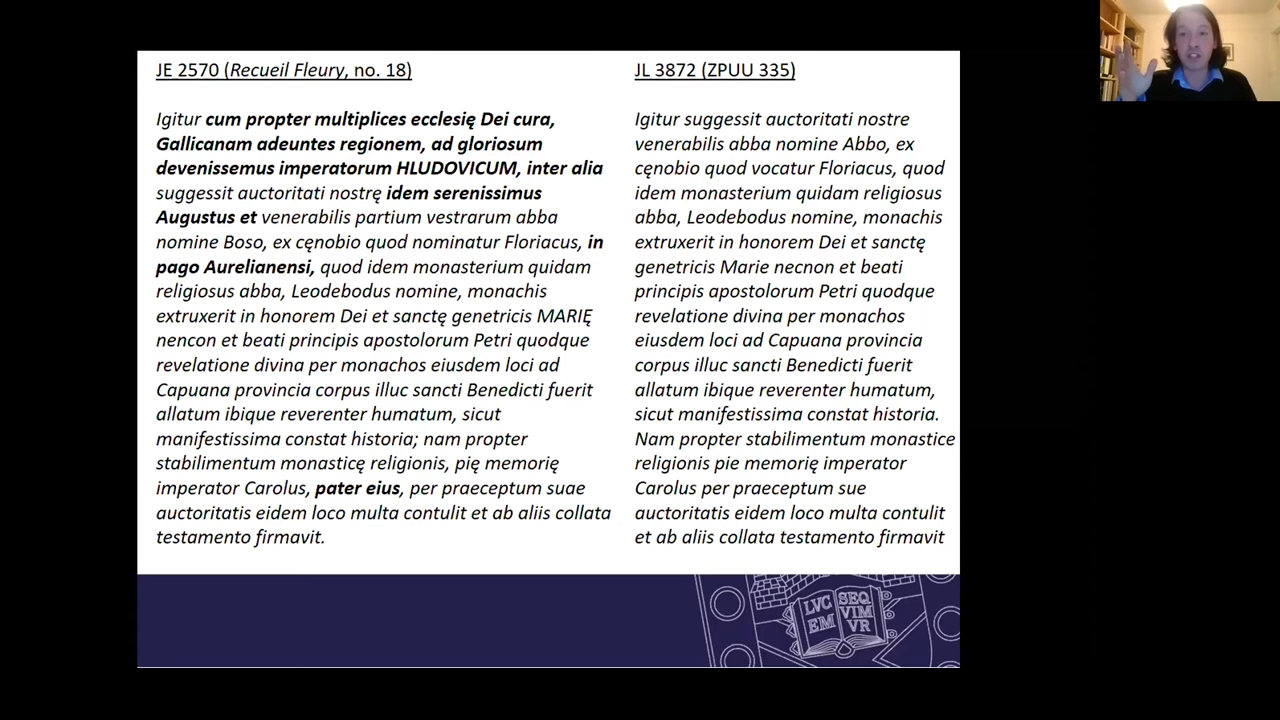 JE 2570 (Recueil Fleury, no. 18)
Igitur cum propter multiplices ecclesię Dei cura,
Gallicanam adeuntes regionem, ad gloriosum
devenissemus imperatorum HLUDOVICUM, inter alia
suggessit auctoritati nostrę idem serenissimus
Augustus et venerabilis partium vestrarum abba
nomine Boso, ex cęnobio quod nominatur Floriacus, in
pago Aurelianensi, quod idem monasterium quidam
religiosus abba, Leodebodus nomine, monachis
extruxerit in honorem Dei et sanctę genetricis MARIĘ
nencon et beati principis apostolorum Petri quodque
revelatione divina per monachos eiusdem loci ad
Capuana provincia corpus illuc sancti Benedicti fuerit
allatum ibique reverenter humatum, sicut
manifestissima constat historia; nam propter
stabilimentum monasticę religionis, pię memorię
imperator Carolus, pater eius, per praeceptum suae
auctoritatis eidem loco multa contulit et ab aliis collata
testamento firmavit.
JL 3872 (ZPUU 335)
Igitur suggessit auctoritati nostre
venerabilis abba nomine Abbo, ex
cęnobio quod vocatur Floriacus, quod
idem monasterium quidam religiosus
abba, Leodebodus nomine, monachis
extruxerit in honorem Dei et sanctę
genetricis Marie necnon et beati
principis apostolorum Petri quodque
revelatione divina per monachos
eiusdem loci ad Capuana provincia
corpus illuc sancti Benedicti fuerit
allatum ibique reverenter humatum,
sicut manifestissima constat historia.
Nam propter stabilimentum monastice
religionis pie memorię imperator
Carolus per praeceptum sue
auctoritatis eidem loco multa contulit
et ab aliis collata testamento firmavit
LVC
EM
SEQ
VIM
VR